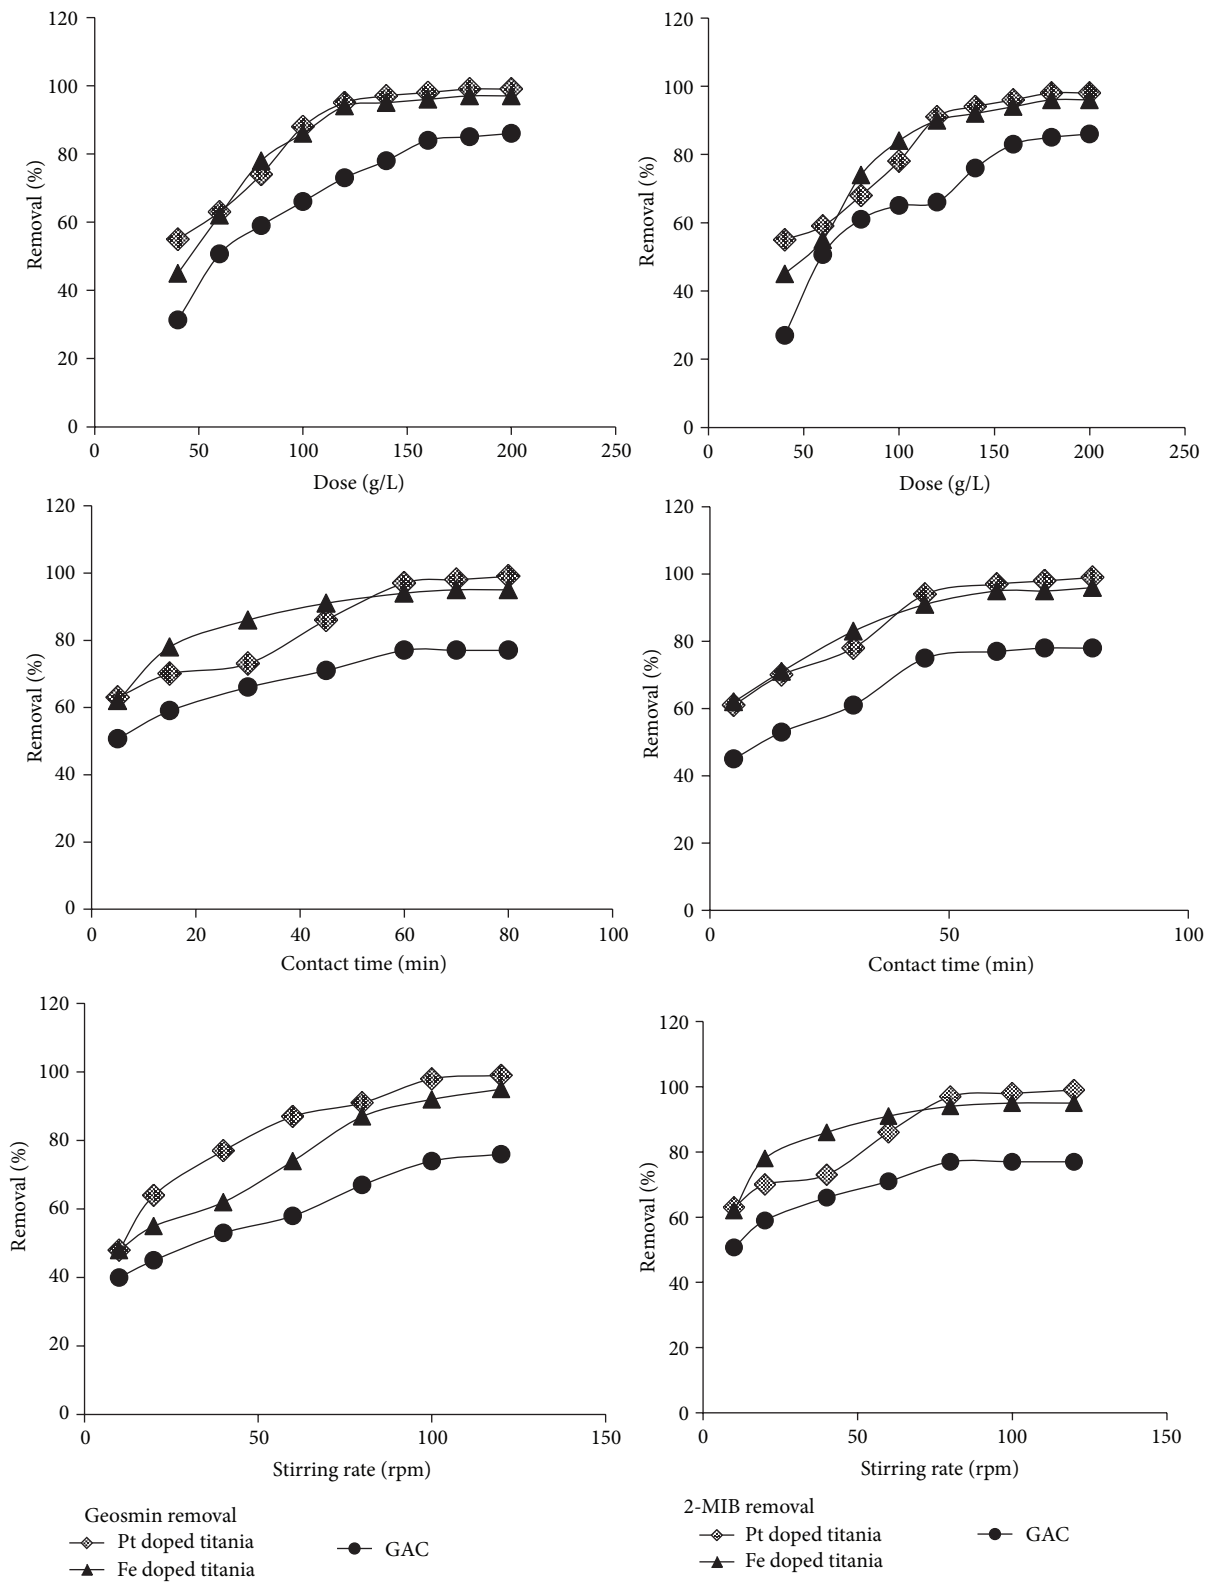 120
100
80
60
40
20
0
Removal (%)
0 50 100 150 200 250
Dose (g/L)
120
100
80
60
40
20
0
Removal (%)
0 50 100 150 200 250
Dose (g/L)
120
100
80
60
40
20
0
Removal (%)
0 20 40 60 80 100
Contact time (min)
120
100
80
60
40
20
0
Removal (%)
0 50 100
Contact time (min)
120
100
80
60
40
20
0
Removal (%)
0 50 100 150
Stirring rate (rpm)
120
100
80
60
40
20
0
Removal (%)
0 50 100 150
Stirring rate (rpm)
Geosmin removal
Pt doped titania
Fe doped titania
GAC
2-MIB removal
Pt doped titania
Fe doped titania
GAC